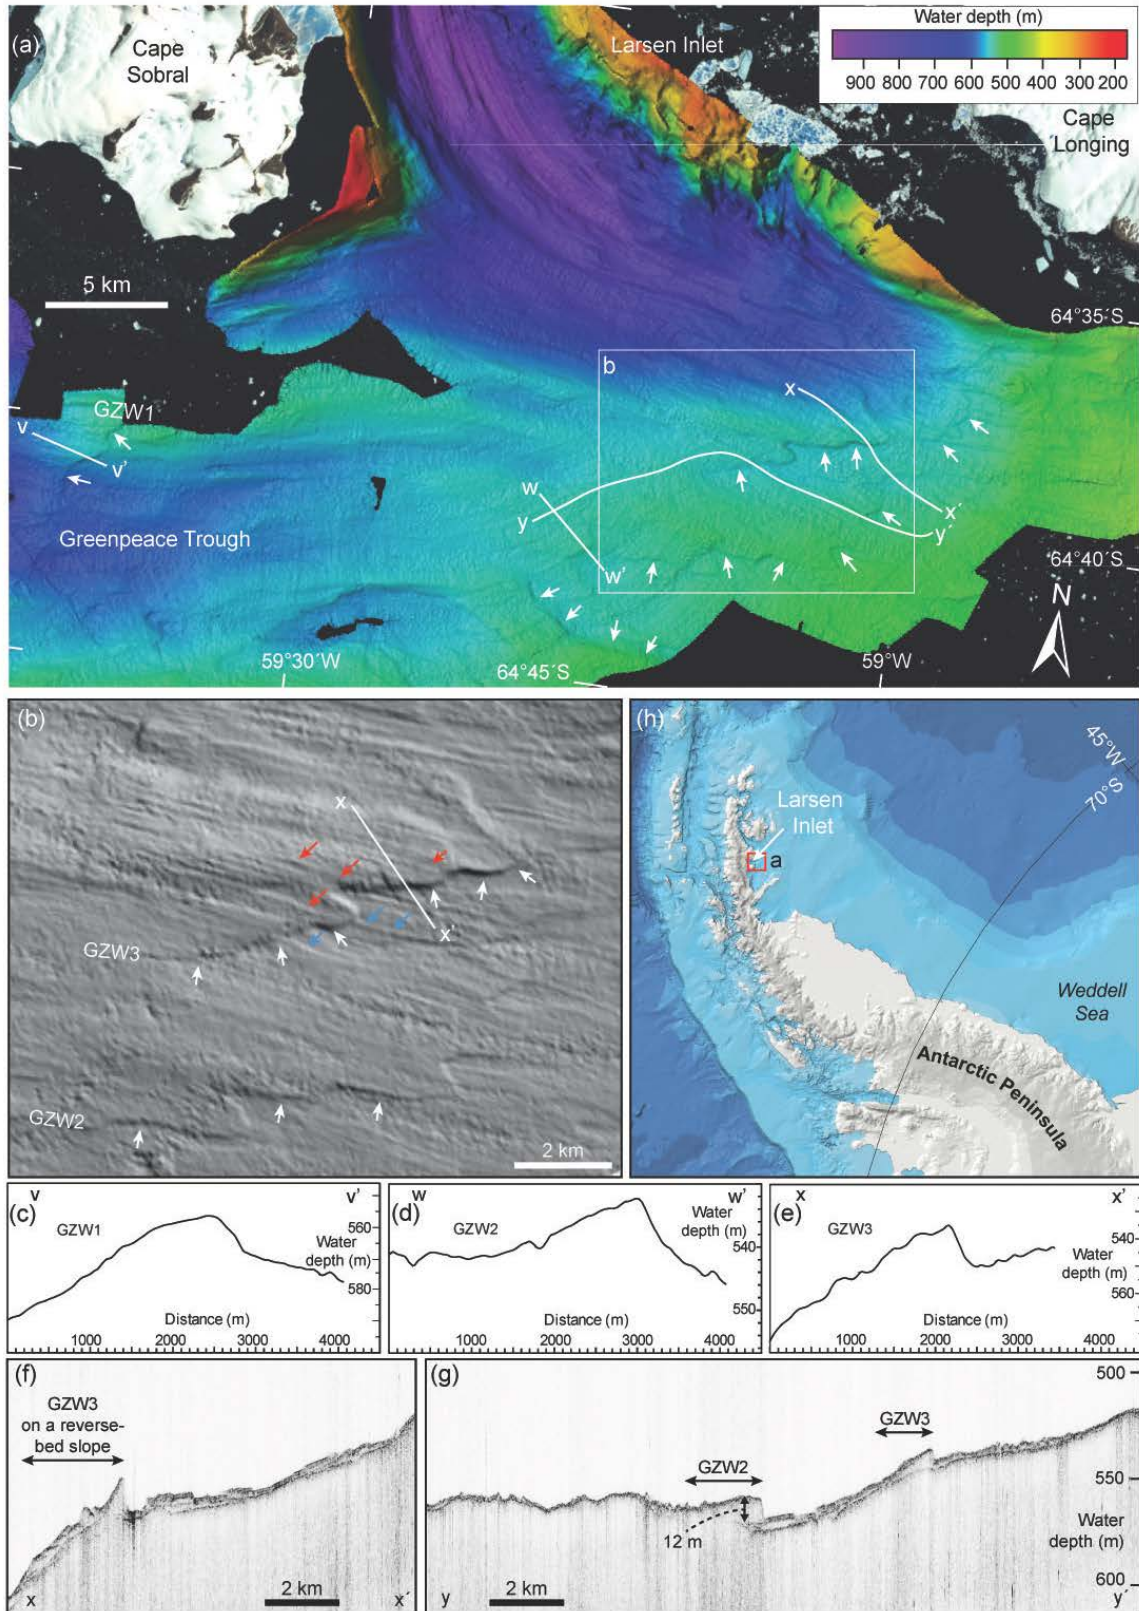 (a)
Cape
Sobral
Larsen Inlet
Water depth (m)
900 800 700 600 500 400 300 200
Cape
Longing
5 km
64°35´S
b
x
GZW1
v
v'
w
y
x´
y´
w'
Greenpeace Trough
64°40´S
N
59°30´W
64°45´S
59°W
(b)
x
x'
GZW3
GZW2
2 km
(h)
45°W
70°S
Larsen
Inlet
a
Weddell
Sea
Antarctic Peninsula
v
v'
(c)
GZW1
560
Water
depth (m)
580
Distance (m)
1000 2000 3000 4000
w
w'
(d)
GZW2
Water
depth (m)
540
550
Distance (m)
1000 2000 3000 4000
x
x'
(e)
GZW3
540
Water
depth (m)
560
Distance (m)
1000 2000 3000 4000
(f)
GZW3
on a reverse-
bed slope
x
2 km
x´
(g)
500
GZW3
GZW2
550
12 m
Water
depth (m)
600
y
2 km
y´